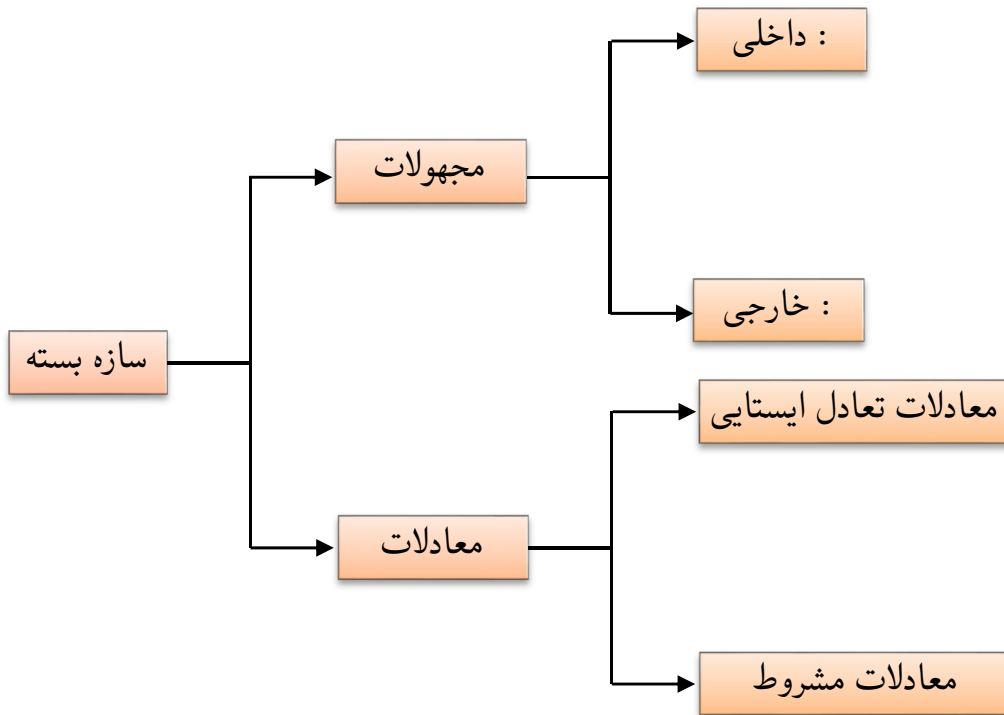 داخلی :
مجهولات
خارجی :
سازه بسته
معادلات تعادل ایستایی
معادلات
معادلات مشروط